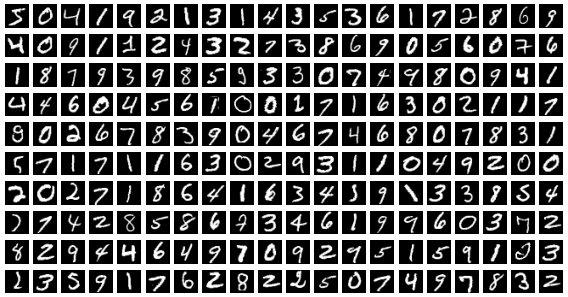 5 0 4 1 9 2 1 3 1 4 3 5 3 6 1 7 2 8 6 9
4 0 9 1 1 2 4 3 2 7 3 8 6 9 0 5 6 0 7 6
1 8 7 9 3 9 8 5 9 3 3 0 7 4 9 8 0 9 4 1
4 4 6 0 4 5 6 1 0 0 1 7 1 6 3 0 2 1 1 7
9 0 2 6 7 8 3 9 0 4 6 7 4 6 8 0 7 8 3 1
5 7 1 7 1 1 6 3 0 2 9 3 1 1 0 4 9 2 0 0
2 0 2 7 1 8 6 4 1 6 3 4 5 9 1 3 3 8 5 4
7 7 4 2 8 5 8 6 7 3 4 6 1 9 9 6 0 3 7 2
8 2 9 4 4 6 4 9 7 0 9 2 9 5 1 5 9 1 2 3
2 3 5 9 1 7 6 2 8 2 2 5 0 7 4 9 7 8 3 2